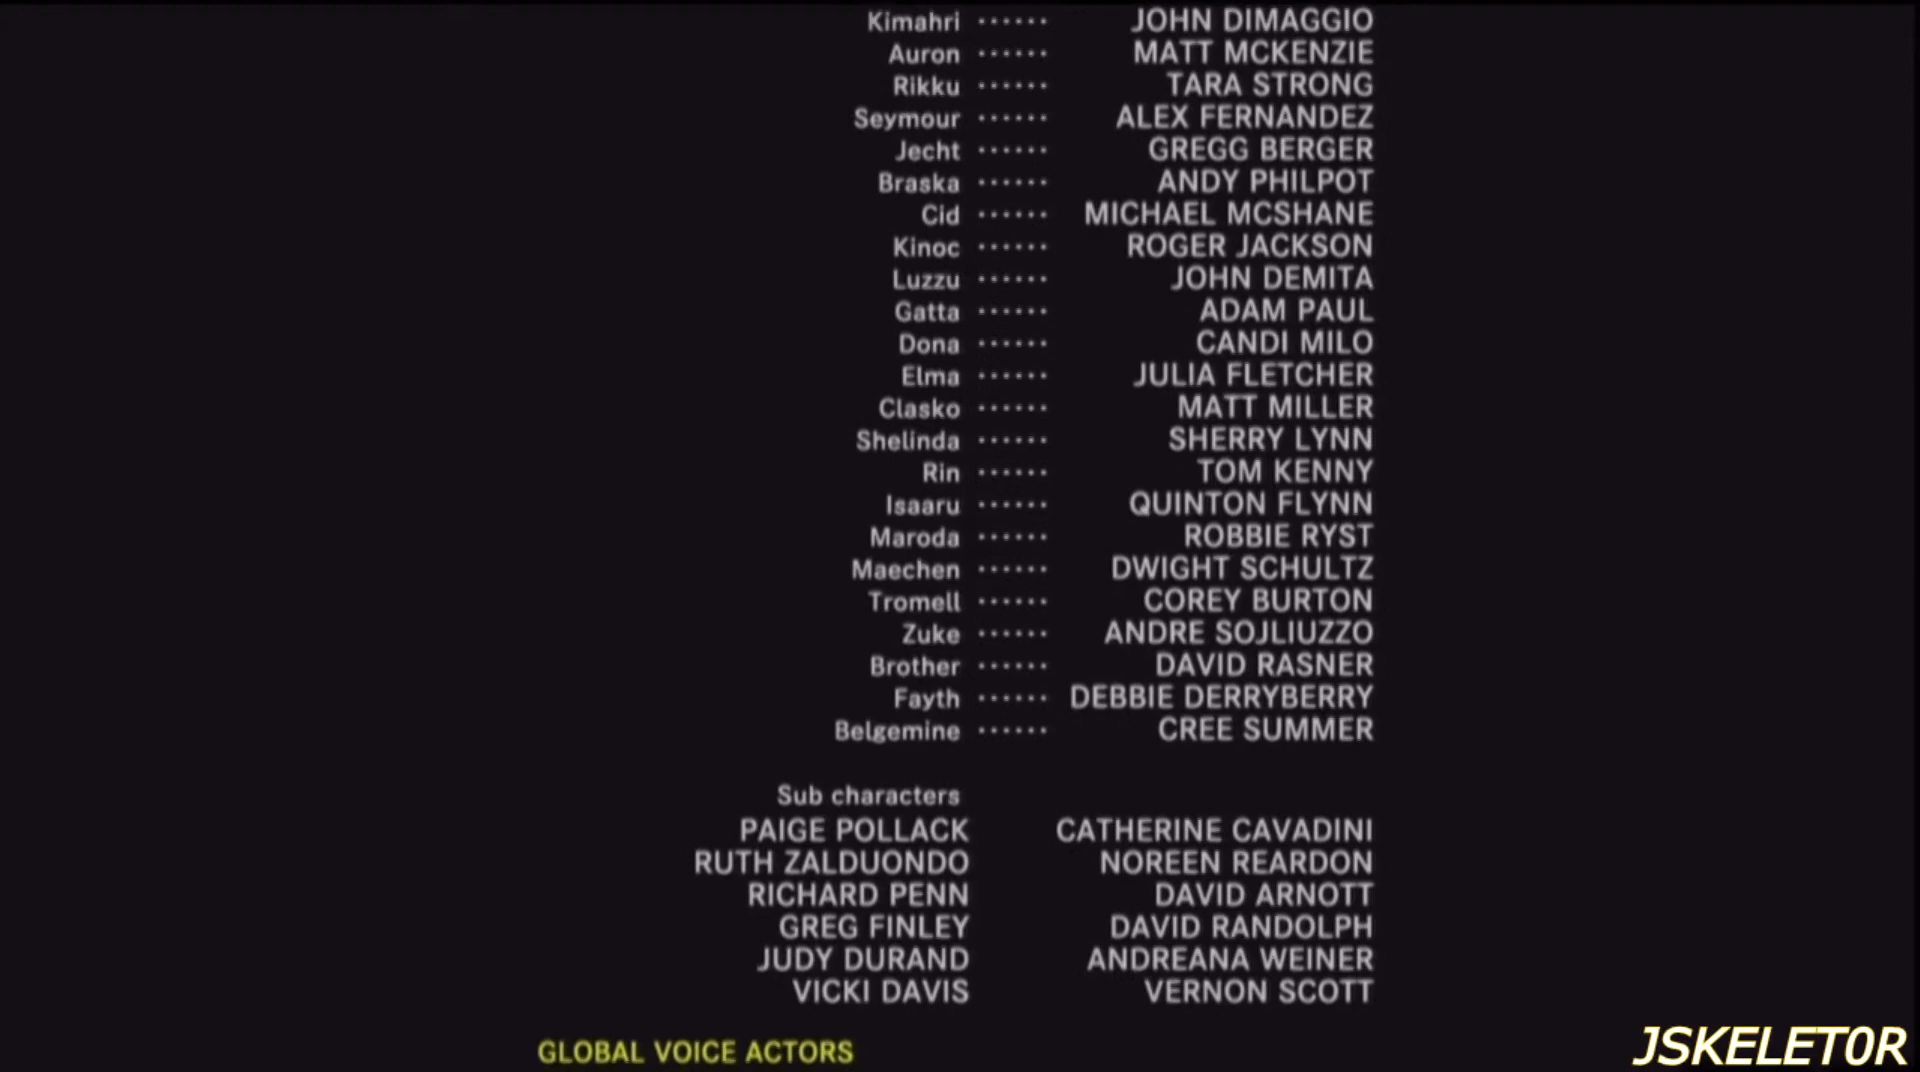 Kimahri ······ JOHN DIMAGGIO
Auron ······ MATT MCKENZIE
Rikku ······ TARA STRONG
Seymour ······ ALEX FERNANDEZ
Jecht ······ GREGG BERGER
Braska ······ ANDY PHILPOT
Cid ······ MICHAEL MCSHANE
Kinoc ······ ROGER JACKSON
Luzzu ······ JOHN DEMITA
Gatta ······ ADAM PAUL
Dona ······ CANDI MILO
Elma ······ JULIA FLETCHER
Clasko ······ MATT MILLER
Shelinda ······ SHERRY LYNN
Rin ······ TOM KENNY
Isaaru ······ QUINTON FLYNN
Maroda ······ ROBBIE RYST
Maechen ······ DWIGHT SCHULTZ
Tromell ······ COREY BURTON
Zuke ······ ANDRE SOJLIUZZO
Brother ······ DAVID RASNER
Fayth ······ DEBBIE DERRYBERRY
Belgemine ······ CREE SUMMER
Sub characters
PAIGE POLLACK CATHERINE CAVADINI
RUTH ZALDUONDO NOREEN REARDON
RICHARD PENN DAVID ARNOTT
GREG FINLEY DAVID RANDOLPH
JUDY DURAND ANDREANA WEINER
VICKI DAVIS VERNON SCOTT
GLOBAL VOICE ACTORS
JSKELET0R